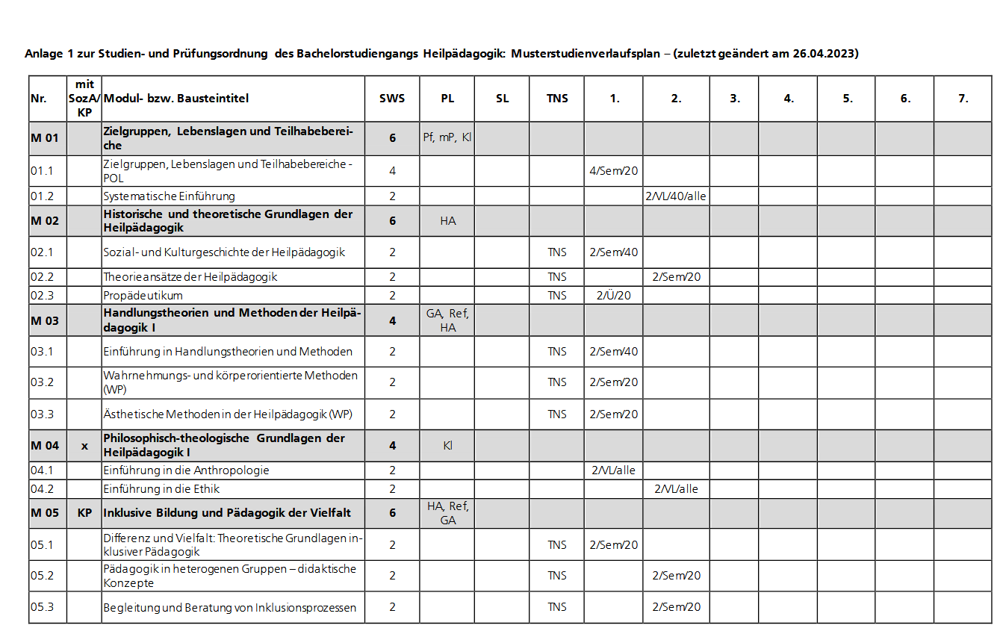 Anlage 1 zur Studien- und Prüfungsordnung des Bachelorstudiengangs Heilpädagogik: Musterstudienverlaufsplan – (zuletzt geändert am 26.04.2023)
Nr. mit SozA/ KP Modul- bzw. Bausteintitel SWS PL SL TNS 1. 2. 3. 4. 5. 6. 7.
M 01 Zielgruppen, Lebenslagen und Teilhabeberei- 6 Pf, mP, Kl
che
01.1 Zielgruppen, Lebenslagen und Teilhabebereiche - 4 4/Sem/20
POL
01.2 Systematische Einführung 2 2/VL/40/alle
M 02 Historische und theoretische Grundlagen der 6 HA
Heilpädagogik
02.1 Sozial- und Kulturgeschichte der Heilpädagogik 2 TNS 2/Sem/40
02.2 Theorieansätze der Heilpädagogik 2 TNS 2/Sem/20
02.3 Propädeutikum 2 TNS 2/Ü/20
M 03 Handlungstheorien und Methoden der Heilpä- 4 GA, Ref,
dagogik I HA
03.1 Einführung in Handlungstheorien und Methoden 2 TNS 2/Sem/40
03.2 Wahrnehmungs- und körperorientierte Methoden 2 TNS 2/Sem/20
(WP)
03.3 Ästhetische Methoden in der Heilpädagogik (WP) 2 TNS 2/Sem/20
M 04 x Philosophisch-theologische Grundlagen der 4 Kl
Heilpädagogik I
04.1 Einführung in die Anthropologie 2 2/VL/alle
04.2 Einführung in die Ethik 2 2/VL/alle
M 05 KP Inklusive Bildung und Pädagogik der Vielfalt 6 HA, Ref,
GA
05.1 Differenz und Vielfalt: Theoretische Grundlagen in- 2 TNS 2/Sem/20
klusiver Pädagogik
05.2 Pädagogik in heterogenen Gruppen – didaktische 2 TNS 2/Sem/20
Konzepte
05.3 Begleitung und Beratung von Inklusionsprozessen 2 TNS 2/Sem/20